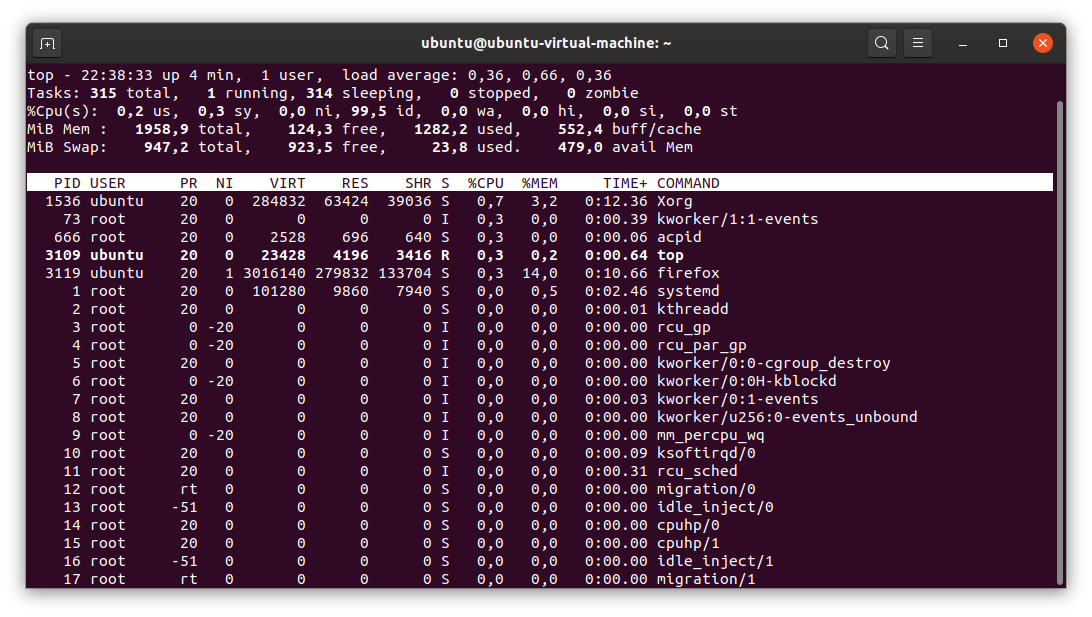 ubuntu@ubuntu-virtual-machine: ~
top - 22:38:33 up 4 min,  1 user,  load average: 0,36, 0,66, 0,36
Tasks: 315 total,   1 running, 314 sleeping,   0 stopped,   0 zombie
%Cpu(s):  0,2 us,  0,3 sy,  0,0 ni, 99,5 id,  0,0 wa,  0,0 hi,  0,0 si,  0,0 st
MiB Mem :   1958,9 total,    124,3 free,   1282,2 used,    552,4 buff/cache
MiB Swap:    947,2 total,    923,5 free,     23,8 used.    479,0 avail Mem
PID USER      PR  NI    VIRT    RES    SHR S  %CPU  %MEM     TIME+ COMMAND
1536 ubuntu    20   0  284832  63424  39036 S   0,7   3,2   0:12.36 Xorg
73 root      20   0       0      0      0 I   0,3   0,0   0:00.39 kworker/1:1-events
666 root      20   0    2528    696    640 S   0,3   0,0   0:00.06 acpid
3109 ubuntu    20   0   23428   4196   3416 R   0,3   0,2   0:00.64 top
3119 ubuntu    20   1 3016140 279832 133704 S   0,3  14,0   0:10.66 firefox
1 root      20   0  101280   9860   7940 S   0,0   0,5   0:02.46 systemd
2 root      20   0       0      0      0 S   0,0   0,0   0:00.01 kthreadd
3 root       0 -20       0      0      0 I   0,0   0,0   0:00.00 rcu_gp
4 root       0 -20       0      0      0 I   0,0   0,0   0:00.00 rcu_par_gp
5 root      20   0       0      0      0 I   0,0   0,0   0:00.00 kworker/0:0-cgroup_destroy
6 root       0 -20       0      0      0 I   0,0   0,0   0:00.00 kworker/0:0H-kblockd
7 root      20   0       0      0      0 I   0,0   0,0   0:00.03 kworker/0:1-events
8 root      20   0       0      0      0 I   0,0   0,0   0:00.00 kworker/u256:0-events_unbound
9 root       0 -20       0      0      0 I   0,0   0,0   0:00.00 mm_percpu_wq
10 root      20   0       0      0      0 S   0,0   0,0   0:00.09 ksoftirqd/0
11 root      20   0       0      0      0 I   0,0   0,0   0:00.31 rcu_sched
12 root      rt   0       0      0      0 S   0,0   0,0   0:00.00 migration/0
13 root     -51   0       0      0      0 S   0,0   0,0   0:00.00 idle_inject/0
14 root      20   0       0      0      0 S   0,0   0,0   0:00.00 cpuhp/0
15 root      20   0       0      0      0 S   0,0   0,0   0:00.00 cpuhp/1
16 root     -51   0       0      0      0 S   0,0   0,0   0:00.00 idle_inject/1
17 root      rt   0       0      0      0 S   0,0   0,0   0:00.00 migration/1